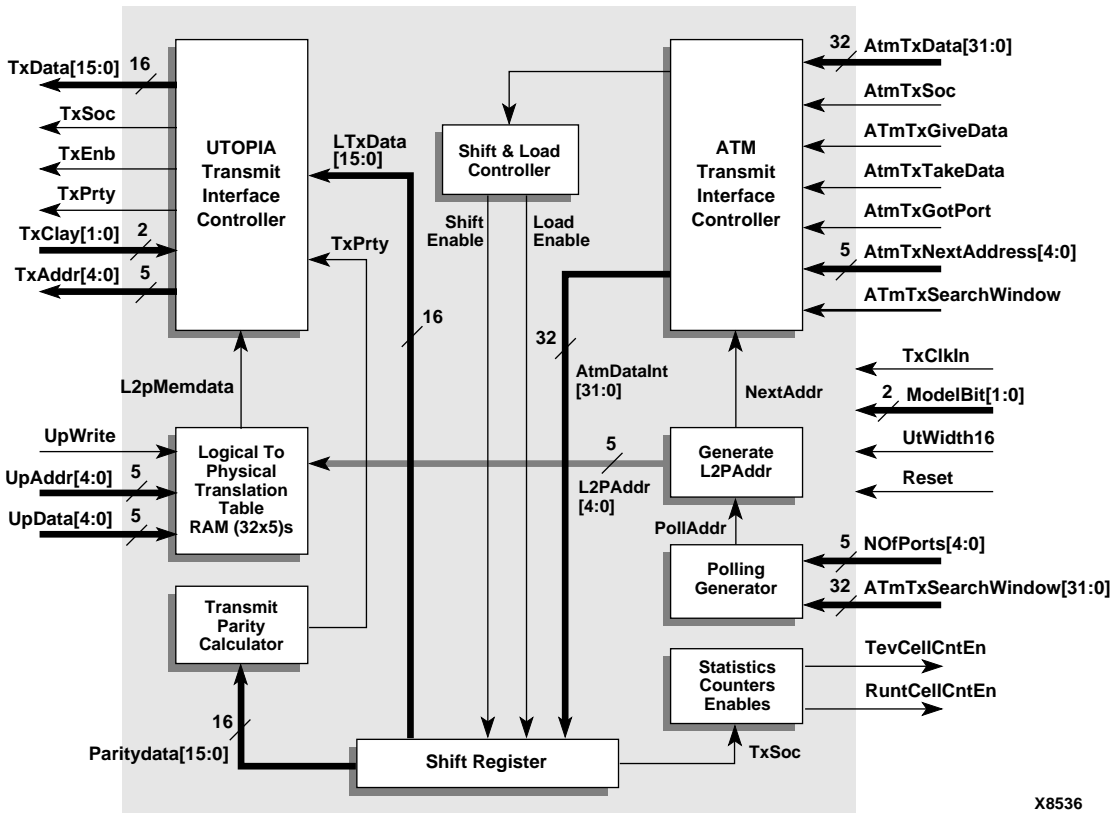 32
AtmTxData[31:0]
TxData[15:0]
16
AtmTxSoc
TxSoc
UTOPIA
Transmit
Interface
Controller
LTxData
[15:0]
Shift & Load
Controller
ATM
Transmit
Interface
Controller
ATmTxGiveData
TxEnb
AtmTxTakeData
TxPrty
AtmTxGotPort
TxClay[1:0]
2
Shift
Enable
Load
Enable
TxPrty
5
AtmTxNextAddress[4:0]
TxAddr[4:0]
5
ATmTxSearchWindow
16
32
AtmDataInt
[31:0]
TxClkIn
L2pMemdata
NextAddr
2
ModelBit[1:0]
UpWrite
Logical To
Physical
Translation
Table
RAM (32x5)s
5
L2PAddr
[4:0]
Generate
L2PAddr
UtWidth16
UpAddr[4:0]
5
Reset
UpData[4:0]
5
PollAddr
5
NOfPorts[4:0]
Polling
Generator
32
ATmTxSearchWindow[31:0]
Transmit
Parity
Calculator
TevCellCntEn
Statistics
Counters
Enables
RuntCellCntEn
16
Paritydata[15:0]
Shift Register
TxSoc
X8536